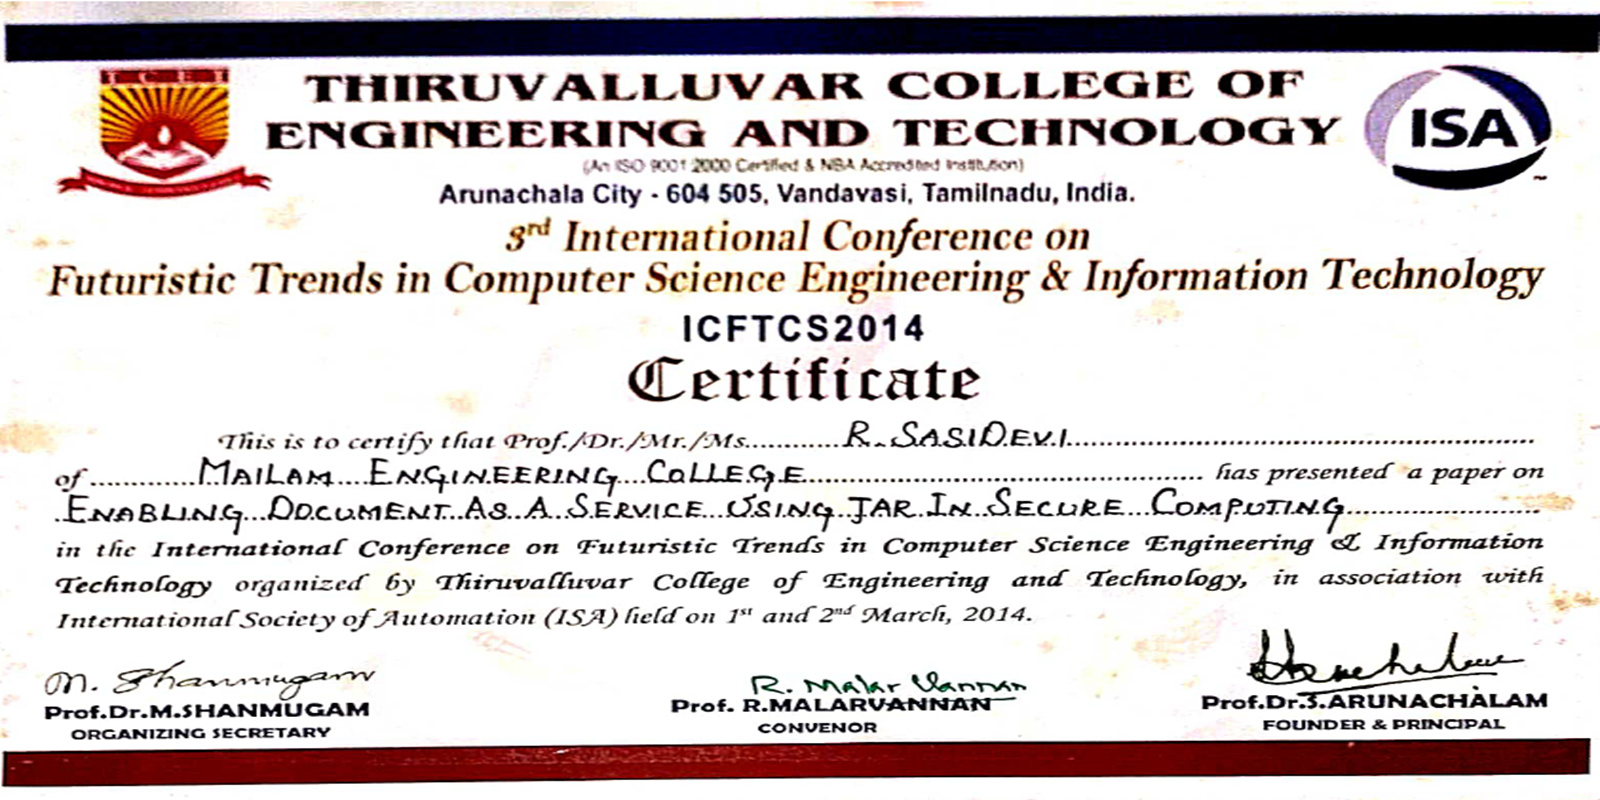 TCET
THIRUVALLUVAR COLLEGE OF
ENGINEERING AND TECHNOLOGY
(An ISO 9001:2000 Certified & NBA Accredited Institution)
Arunachala City - 604 505, Vandavasi, Tamilnadu, India.
ISA
3rd International Conference on
Futuristic Trends in Computer Science Engineering & Information Technology
ICFTCS2014
Certificate
This is to certify that Prof./Dr./Mr./Ms. R. SASIDEVI
of MAILAM ENGINEERING COLLEGE has presented a paper on
ENABLING DOCUMENT AS A SERVICE USING JAR IN SECURE COMPUTING
in the International Conference on Futuristic Trends in Computer Science Engineering & Information
Technology organized by Thiruvalluvar College of Engineering and Technology, in association with
International Society of Automation (ISA) held on 1st and 2nd March, 2014.
M. Shanmugam
Prof.Dr.M.SHANMUGAM
ORGANIZING SECRETARY
R. Malar Vannan
Prof. R.MALARVANNAN
CONVENOR
Prof.Dr.S.ARUNACHALAM
FOUNDER & PRINCIPAL